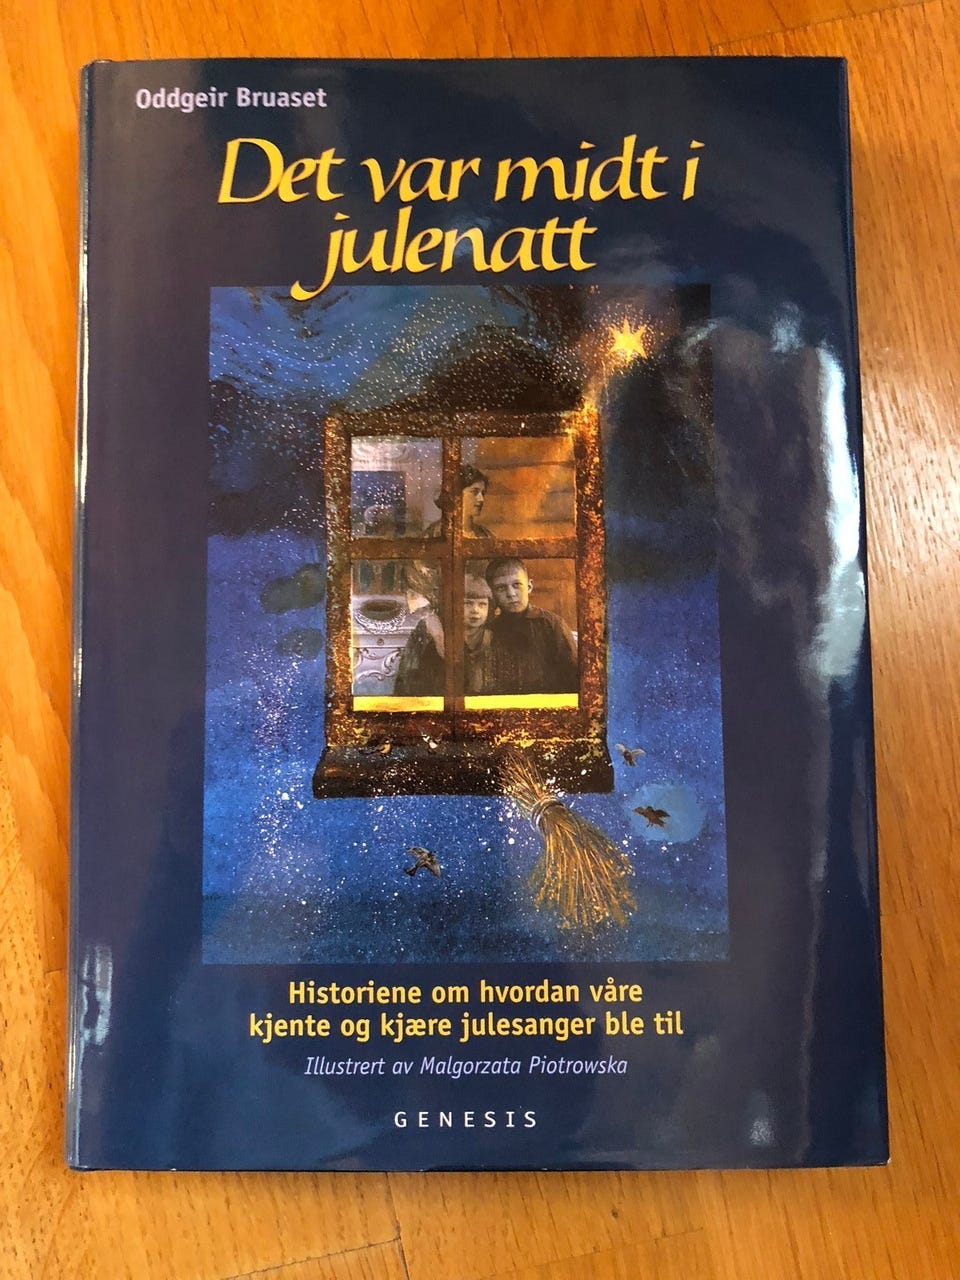 Oddgeir Bruaset
Det var midt i
julenatt
Historiene om hvordan våre
kjente og kjære julesanger ble til
Illustrert av Malgorzata Piotrowska
GENESIS